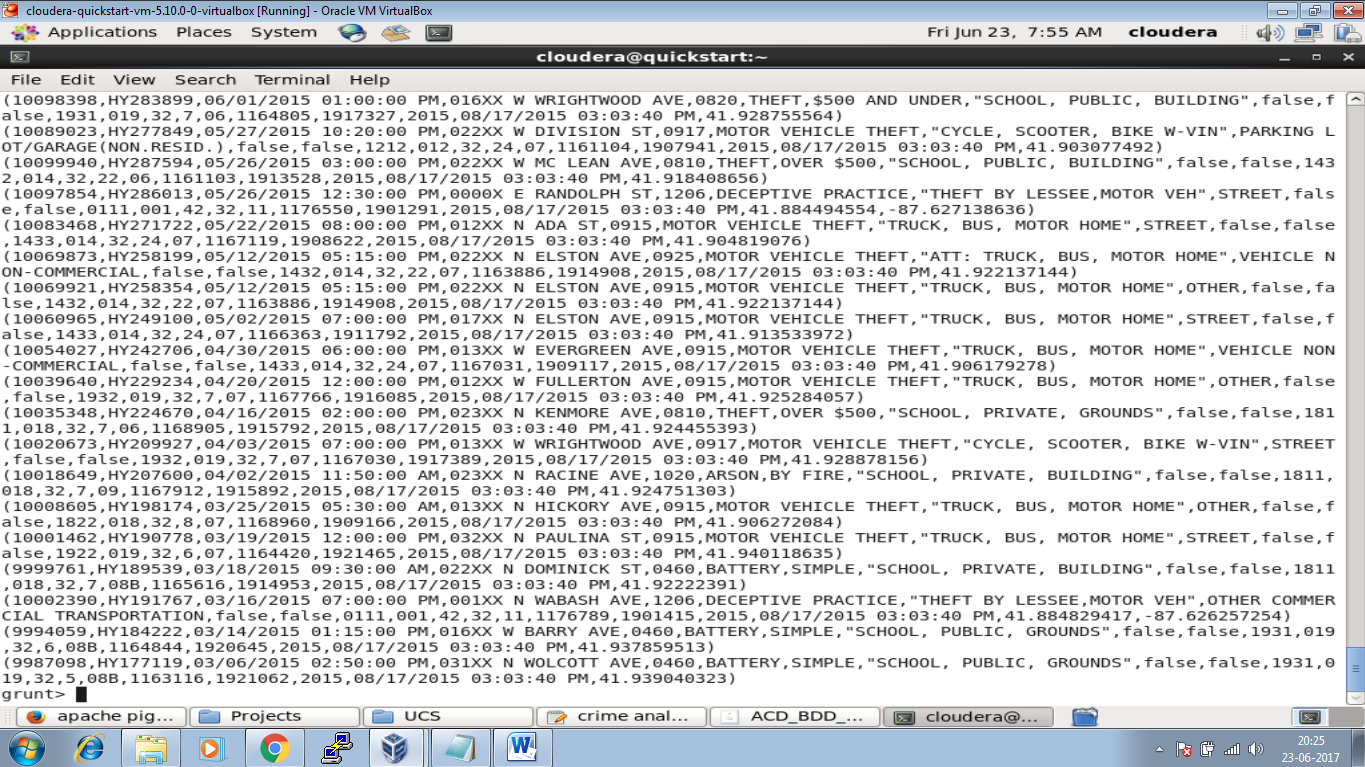 cloudera-quickstart-vm-5.10.0-0-virtualbox [Running] - Oracle VM VirtualBox
Applications Places System Fri Jun 23, 7:55 AM cloudera
cloudera@quickstart:~
File Edit View Search Terminal Help
(10098398,HY283899,06/01/2015 01:00:00 PM,016XX W WRIGHTWOOD AVE,0820,THEFT,$500 AND UNDER,"SCHOOL, PUBLIC, BUILDING",false,f
alse,1931,019,32,7,06,1164805,1917327,2015,08/17/2015 03:03:40 PM,41.928755564)
(10089023,HY277849,05/27/2015 10:20:00 PM,022XX W DIVISION ST,0917,MOTOR VEHICLE THEFT,"CYCLE, SCOOTER, BIKE W-VIN",PARKING L
OT/GARAGE(NON.RESID.),false,false,1212,012,32,24,07,1161104,1907941,2015,08/17/2015 03:03:40 PM,41.903077492)
(10099940,HY287594,05/26/2015 03:00:00 PM,022XX W MC LEAN AVE,0810,THEFT,OVER $500,"SCHOOL, PUBLIC, BUILDING",false,false,143
2,014,32,22,06,1161103,1913528,2015,08/17/2015 03:03:40 PM,41.918408656)
(10097854,HY286013,05/26/2015 12:30:00 PM,0000X E RANDOLPH ST,1206,DECEPTIVE PRACTICE,"THEFT BY LESSEE,MOTOR VEH",STREET,fals
e,false,0111,001,42,32,11,1176550,1901291,2015,08/17/2015 03:03:40 PM,41.884494554,-87.627138636)
(10083468,HY271722,05/22/2015 08:00:00 PM,012XX N ADA ST,0915,MOTOR VEHICLE THEFT,"TRUCK, BUS, MOTOR HOME",STREET,false,false
,1433,014,32,24,07,1167119,1908622,2015,08/17/2015 03:03:40 PM,41.904819076)
(10069873,HY258199,05/12/2015 05:15:00 PM,022XX N ELSTON AVE,0925,MOTOR VEHICLE THEFT,"ATT: TRUCK, BUS, MOTOR HOME",VEHICLE N
ON-COMMERCIAL,false,false,1432,014,32,22,07,1163886,1914908,2015,08/17/2015 03:03:40 PM,41.922137144)
(10069921,HY258354,05/12/2015 05:15:00 PM,022XX N ELSTON AVE,0915,MOTOR VEHICLE THEFT,"TRUCK, BUS, MOTOR HOME",OTHER,false,fa
lse,1432,014,32,22,07,1163886,1914908,2015,08/17/2015 03:03:40 PM,41.922137144)
(10060965,HY249100,05/02/2015 07:00:00 PM,017XX N ELSTON AVE,0915,MOTOR VEHICLE THEFT,"TRUCK, BUS, MOTOR HOME",STREET,false,f
alse,1433,014,32,24,07,1166363,1911792,2015,08/17/2015 03:03:40 PM,41.913533972)
(10054027,HY242706,04/30/2015 06:00:00 PM,013XX W EVERGREEN AVE,0915,MOTOR VEHICLE THEFT,"TRUCK, BUS, MOTOR HOME",VEHICLE NON
-COMMERCIAL,false,false,1433,014,32,24,07,1167031,1909117,2015,08/17/2015 03:03:40 PM,41.906179278)
(10039640,HY229234,04/20/2015 12:00:00 PM,012XX W FULLERTON AVE,0915,MOTOR VEHICLE THEFT,"TRUCK, BUS, MOTOR HOME",OTHER,false
,false,1932,019,32,7,07,1167766,1916085,2015,08/17/2015 03:03:40 PM,41.925284057)
(10035348,HY224670,04/16/2015 02:00:00 PM,023XX N KENMORE AVE,0810,THEFT,OVER $500,"SCHOOL, PRIVATE, GROUNDS",false,false,181
1,018,32,7,06,1168905,1915792,2015,08/17/2015 03:03:40 PM,41.924455393)
(10020673,HY209927,04/03/2015 07:00:00 PM,013XX W WRIGHTWOOD AVE,0917,MOTOR VEHICLE THEFT,"CYCLE, SCOOTER, BIKE W-VIN",STREET
,false,false,1932,019,32,7,07,1167030,1917389,2015,08/17/2015 03:03:40 PM,41.928878156)
(10018649,HY207600,04/02/2015 11:50:00 AM,023XX N RACINE AVE,1020,ARSON,BY FIRE,"SCHOOL, PRIVATE, BUILDING",false,false,1811,
018,32,7,09,1167912,1915892,2015,08/17/2015 03:03:40 PM,41.924751303)
(10008605,HY198174,03/25/2015 05:30:00 AM,013XX N HICKORY AVE,0915,MOTOR VEHICLE THEFT,"TRUCK, BUS, MOTOR HOME",OTHER,false,f
alse,1822,018,32,8,07,1168960,1909166,2015,08/17/2015 03:03:40 PM,41.906272084)
(10001462,HY190778,03/19/2015 12:00:00 PM,032XX N PAULINA ST,0915,MOTOR VEHICLE THEFT,"TRUCK, BUS, MOTOR HOME",STREET,false,f
alse,1922,019,32,6,07,1164420,1921465,2015,08/17/2015 03:03:40 PM,41.940118635)
(9999761,HY189539,03/18/2015 09:30:00 AM,022XX N DOMINICK ST,0460,BATTERY,SIMPLE,"SCHOOL, PRIVATE, BUILDING",false,false,1811
,018,32,7,08B,1165616,1914953,2015,08/17/2015 03:03:40 PM,41.92222391)
(10002390,HY191767,03/16/2015 07:00:00 PM,001XX N WABASH AVE,1206,DECEPTIVE PRACTICE,"THEFT BY LESSEE,MOTOR VEH",OTHER COMMER
CIAL TRANSPORTATION,false,false,0111,001,42,32,11,1176789,1901415,2015,08/17/2015 03:03:40 PM,41.884829417,-87.626257254)
(9994059,HY184222,03/14/2015 01:15:00 PM,016XX W BARRY AVE,0460,BATTERY,SIMPLE,"SCHOOL, PUBLIC, GROUNDS",false,false,1931,019
,32,6,08B,1164844,1920645,2015,08/17/2015 03:03:40 PM,41.937859513)
(9987098,HY177119,03/06/2015 02:50:00 PM,031XX N WOLCOTT AVE,0460,BATTERY,SIMPLE,"SCHOOL, PUBLIC, GROUNDS",false,false,1931,0
19,32,5,08B,1163116,1921062,2015,08/17/2015 03:03:40 PM,41.939040323)
grunt>
apache pig... Projects UCS crime anal... ACD_BDD_... cloudera@...
20:25
23-06-2017